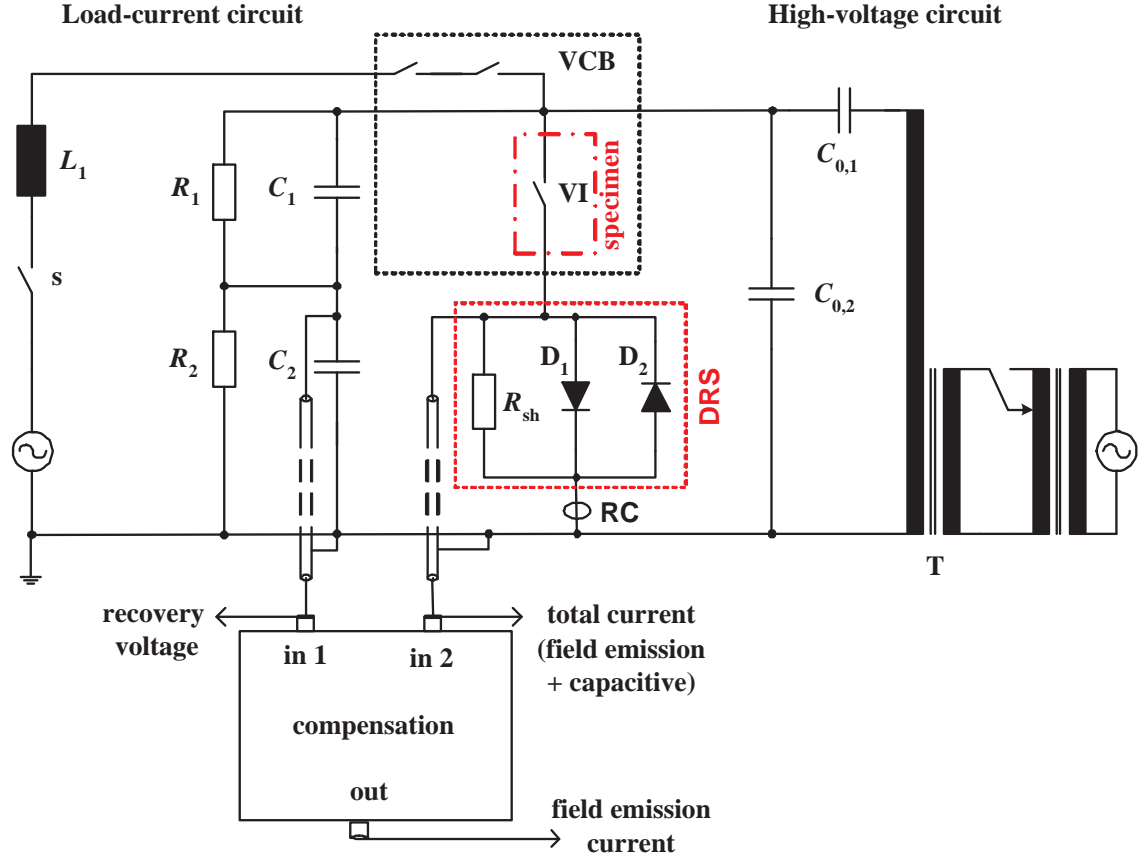 Load-current circuit
High-voltage circuit
VCB
L1
R1
C1
VI
specimen
C0,1
s
C0,2
R2
C2
D1
D2
Rsh
DRS
RC
T
recovery
voltage
total current
(field emission
+ capacitive)
in 1
in 2
compensation
out
field emission
current